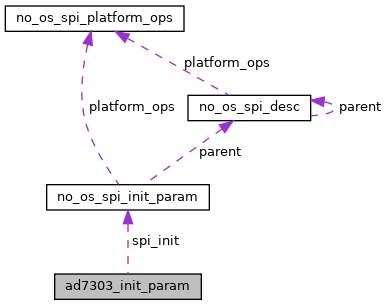 no_os_spi_platform_ops
platform_ops
platform_ops
no_os_spi_desc
parent
parent
no_os_spi_init_param
spi_init
ad7303_init_param